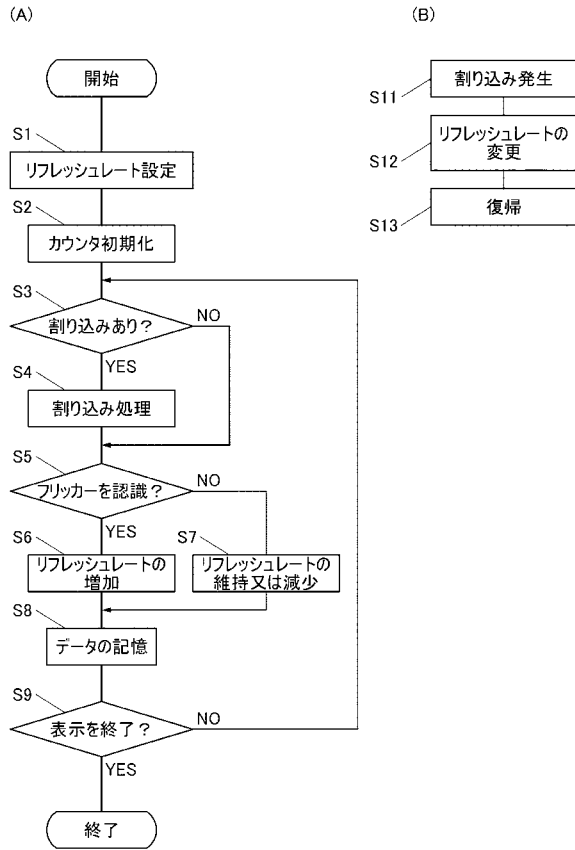 (A)
開始
S1
リフレッシュレート設定
S2
カウンタ初期化
S3
割り込みあり?
NO
YES
S4
割り込み処理
S5
フリッカーを認識?
NO
YES
S6
リフレッシュレートの
増加
S7
リフレッシュレートの
維持又は減少
S8
データの記憶
S9
表示を終了?
NO
YES
終了
(B)
S11
割り込み発生
S12
リフレッシュレートの
変更
S13
復帰